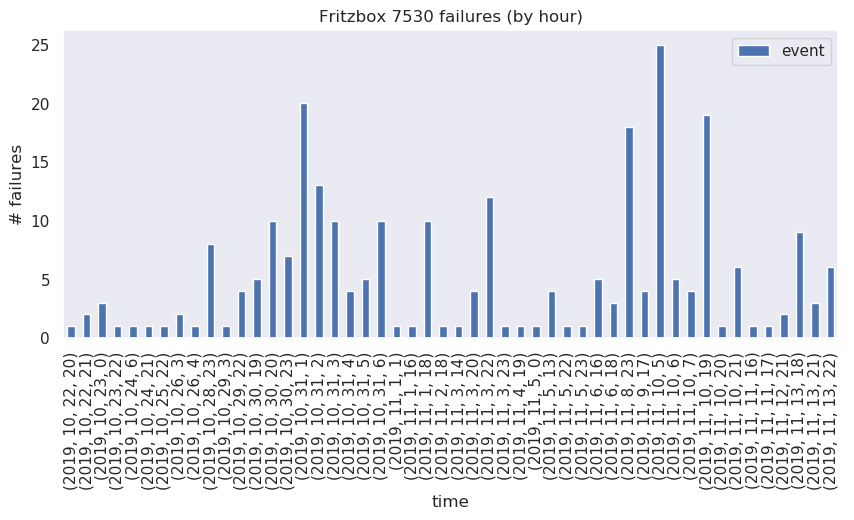 Fritzbox 7530 failures (by hour)
event
# failures
25
20
15
10
5
0
(2019, 10, 22, 20)
(2019, 10, 22, 21)
(2019, 10, 23, 0)
(2019, 10, 23, 22)
(2019, 10, 24, 6)
(2019, 10, 24, 21)
(2019, 10, 25, 22)
(2019, 10, 26, 3)
(2019, 10, 26, 4)
(2019, 10, 28, 23)
(2019, 10, 29, 3)
(2019, 10, 29, 22)
(2019, 10, 30, 19)
(2019, 10, 30, 20)
(2019, 10, 30, 23)
(2019, 10, 31, 1)
(2019, 10, 31, 2)
(2019, 10, 31, 3)
(2019, 10, 31, 4)
(2019, 10, 31, 5)
(2019, 10, 31, 6)
(2019, 11, 1, 1)
(2019, 11, 1, 16)
(2019, 11, 1, 18)
(2019, 11, 2, 18)
(2019, 11, 3, 14)
(2019, 11, 3, 20)
(2019, 11, 3, 22)
(2019, 11, 3, 23)
(2019, 11, 4, 19)
(2019, 11, 5, 0)
(2019, 11, 5, 13)
(2019, 11, 5, 22)
(2019, 11, 5, 23)
(2019, 11, 6, 16)
(2019, 11, 6, 18)
(2019, 11, 8, 23)
(2019, 11, 9, 17)
(2019, 11, 10, 5)
(2019, 11, 10, 6)
(2019, 11, 10, 7)
(2019, 11, 10, 19)
(2019, 11, 10, 20)
(2019, 11, 10, 21)
(2019, 11, 11, 16)
(2019, 11, 11, 17)
(2019, 11, 12, 21)
(2019, 11, 13, 18)
(2019, 11, 13, 21)
(2019, 11, 13, 22)
time